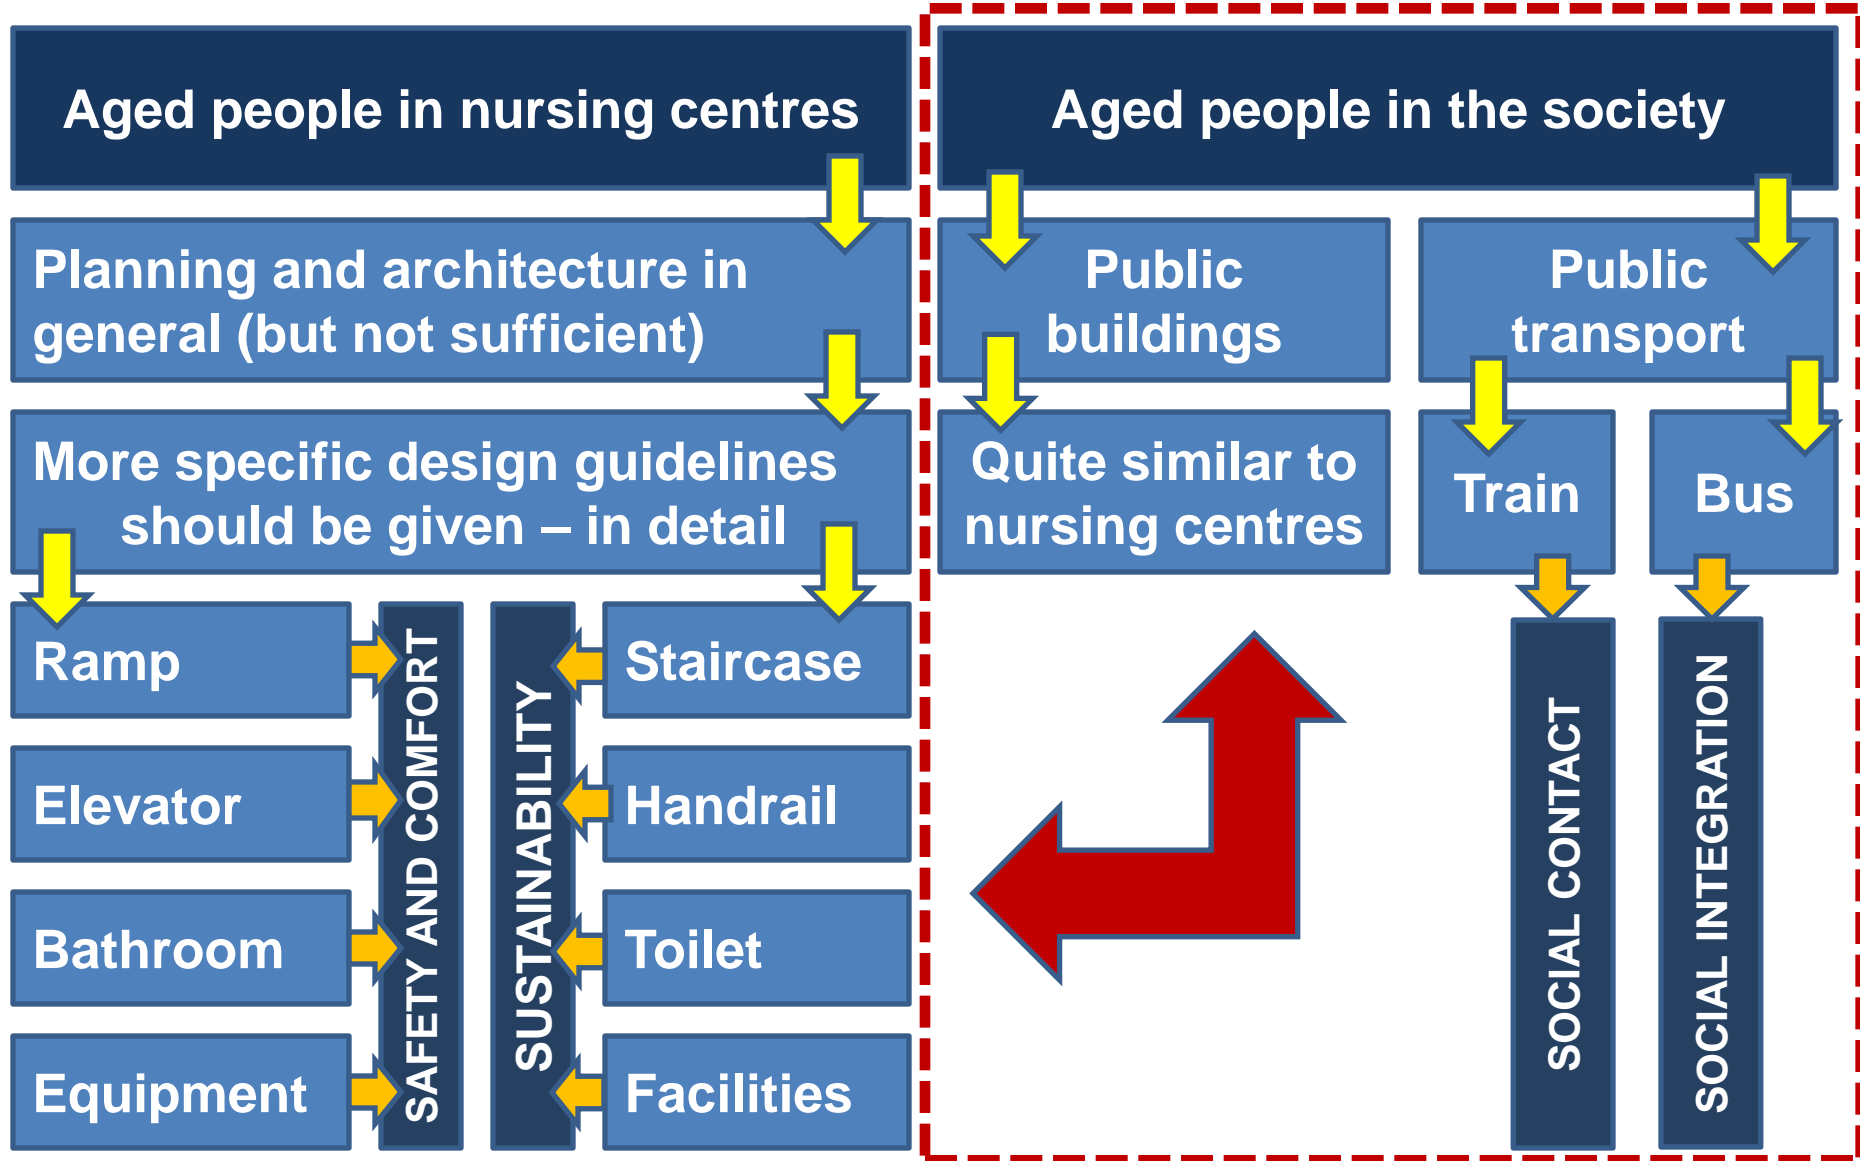 Aged people in nursing centres
Planning and architecture in
general (but not sufficient)
More specific design guidelines
should be given – in detail
Ramp
Elevator
Bathroom
Equipment
SAFETY AND COMFORT
SUSTAINABILITY
Staircase
Handrail
Toilet
Facilities
Aged people in the society
Public
buildings
Quite similar to
nursing centres
Public
transport
Train
Bus
SOCIAL CONTACT
SOCIAL INTEGRATION